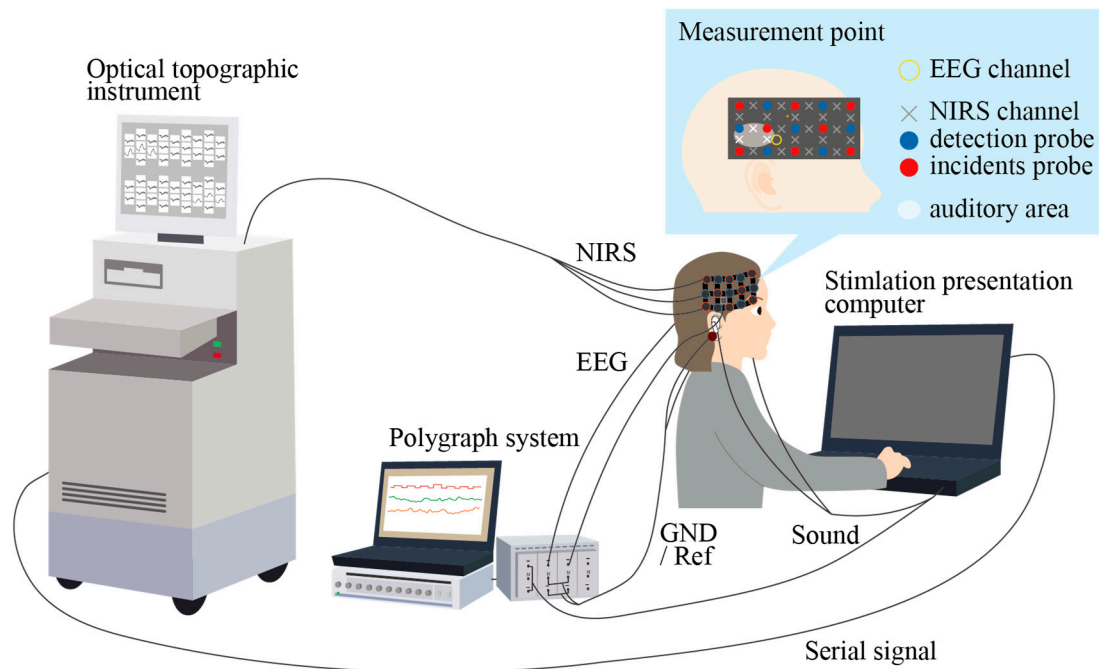 Optical topographic
instrument
Measurement point
EEG channel
NIRS channel
detection probe
incidents probe
auditory area
NIRS
Stimlation presentation
computer
EEG
Polygraph system
GND
/ Ref
Sound
Serial signal